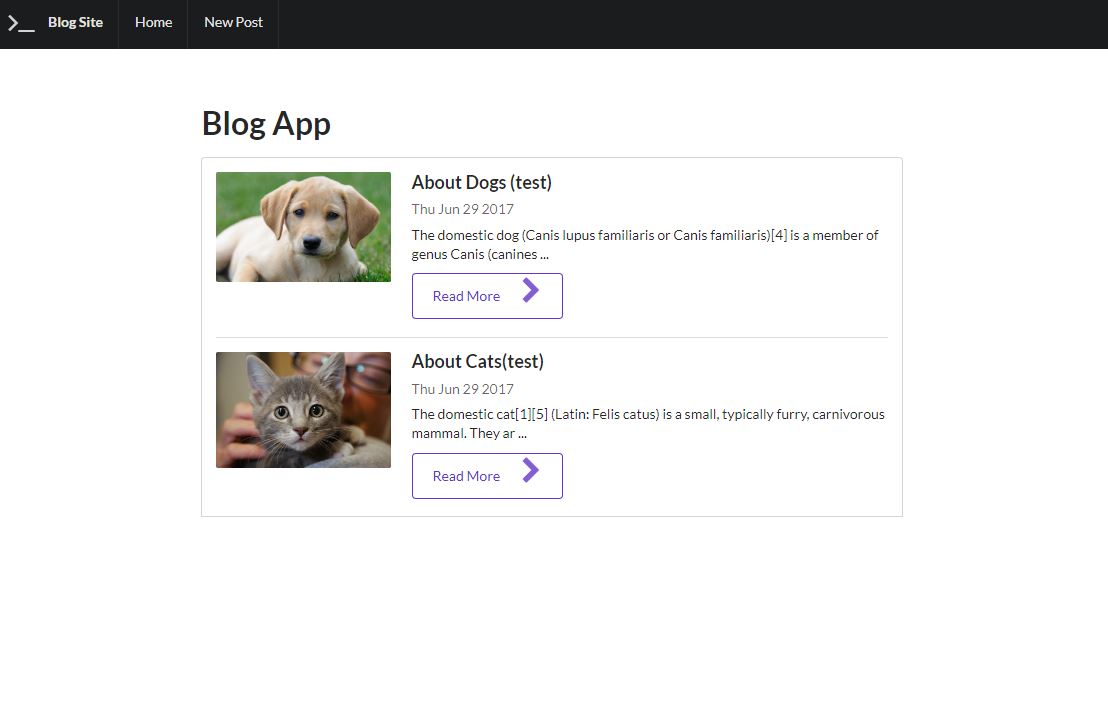 Blog Site Home New Post
Blog App
About Dogs (test)
Thu Jun 29 2017
The domestic dog (Canis lupus familiaris or Canis familiaris)[4] is a member of
genus Canis (canines ...
Read More
About Cats(test)
Thu Jun 29 2017
The domestic cat[1][5] (Latin: Felis catus) is a small, typically furry, carnivorous
mammal. They ar ...
Read More